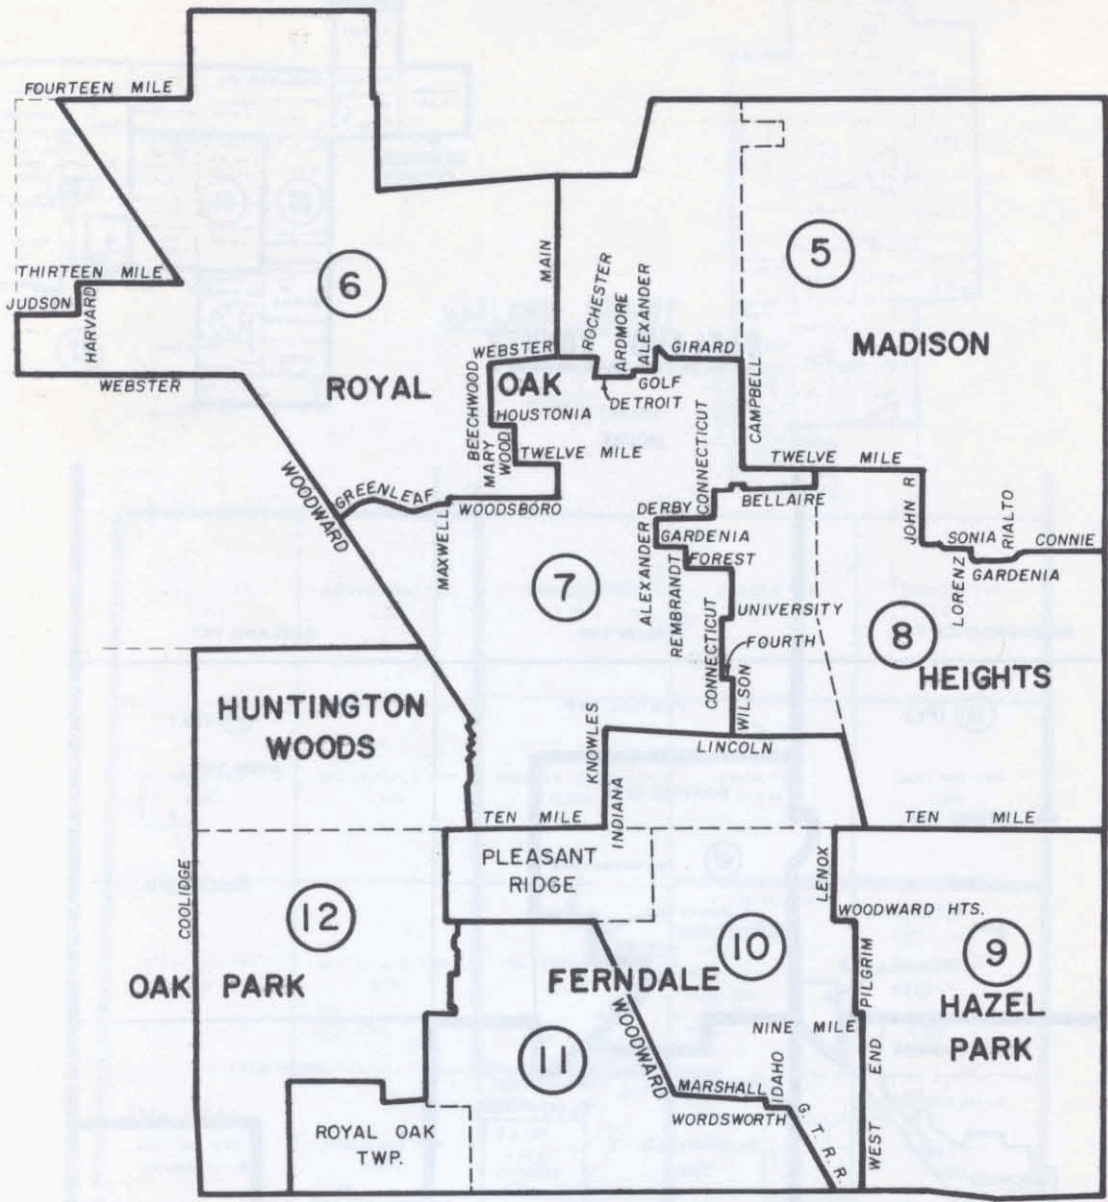 FOURTEEN MILE
THIRTEEN MILE
JUDSON
HARVARD
WEBSTER
6
ROYAL
OAK
MAIN
WEBSTER
ROCHESTER
ARDMORE
ALEXANDER
GIRARD
GOLF
DETROIT
5
MADISON
BEECHWOOD
HOUSTONIA
MARY
WOOD
TWELVE MILE
CONNECTICUT
CAMPBELL
TWELVE MILE
WOODWARD
GREENLEAF
MAXWELL
WOODSBORO
DERBY
BELLAIRE
JOHN R
SONIA
RIALTO
CONNIE
LORENZ
GARDENIA
ALEXANDER
GARDENIA
REMBRANDT
FOREST
7
UNIVERSITY
CONNECTICUT
FOURTH
WILSON
8
HEIGHTS
HUNTINGTON
WOODS
KNOWLES
LINCOLN
TEN MILE
INDIANA
TEN MILE
PLEASANT
RIDGE
LENOX
WOODWARD HTS.
COOLIDGE
12
10
9
OAK PARK
FERNDALE
PILGRIM
HAZEL
PARK
WOODWARD
NINE MILE
11
MARSHALL
IDAHO
WORDSWORTH
G. T. R. R.
WEST END
ROYAL OAK
TWP.